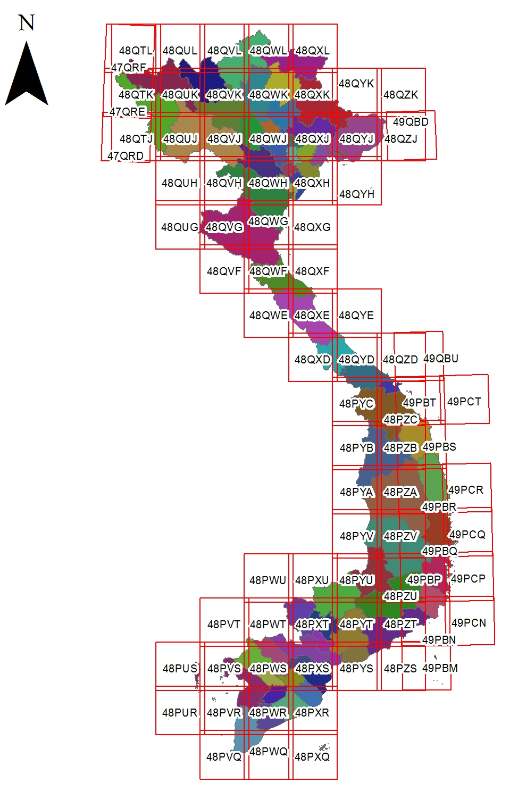 N
48QTL 48QUL 48QVL 48QWL 48QXL
47QRF
48QTK 48QUK 48QVK 48QWK 48QXK 48QYK 48QZK
47QRE
49QBD
48QTJ 48QUJ 48QVJ 48QWJ 48QXJ 48QYJ 48QZJ
47QRD
48QUH 48QVH 48QWH 48QXH 48QYH
48QUG 48QVG 48QWG 48QXG
48QVF 48QWF 48QXF
48QWE 48QXE 48QYE
48QXD 48QYD 48QZD 49QBU
48PYC 49PBT 49PCT
48PZC
48PYB 48PZB 49PBS
48PYA 48PZA 49PCR
49PBR
48PYV 48PZV 49PCQ
49PBQ
48PWU 48PXU 48PYU 49PBP 49PCP
48PZU
48PVT 48PWT 48PXT 48PYT 48PZT 49PCN
49PBN
48PUS 48PVS 48PWS 48PXS 48PYS 48PZS 49PBM
48PUR 48PVR 48PWR 48PXR
48PVQ 48PWQ 48PXQ